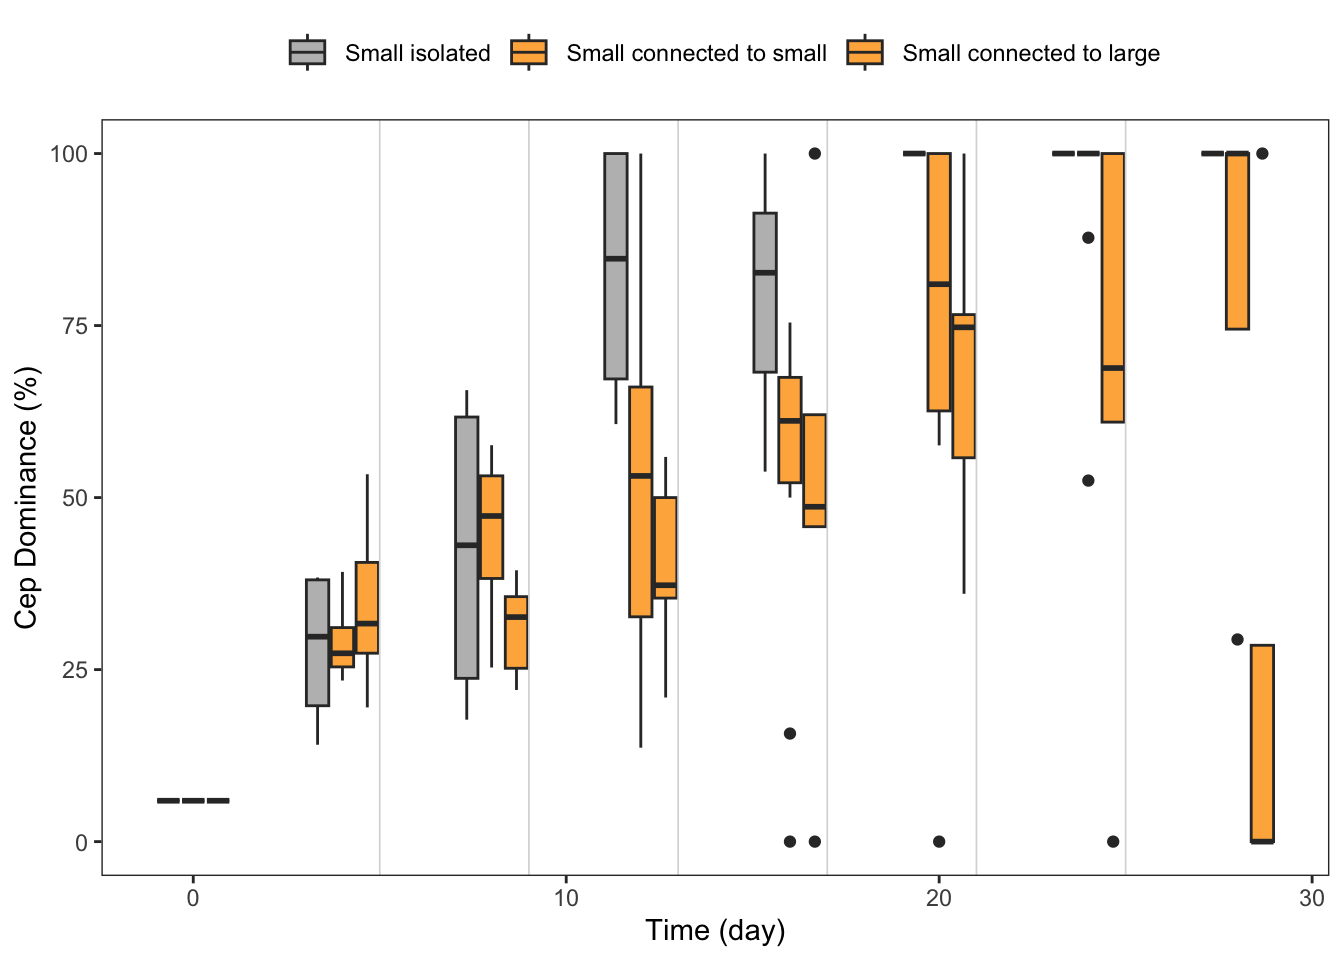 Small isolated Small connected to small Small connected to large
100
75
50
25
0
Cep Dominance (%)
0 10 20 30
Time (day)